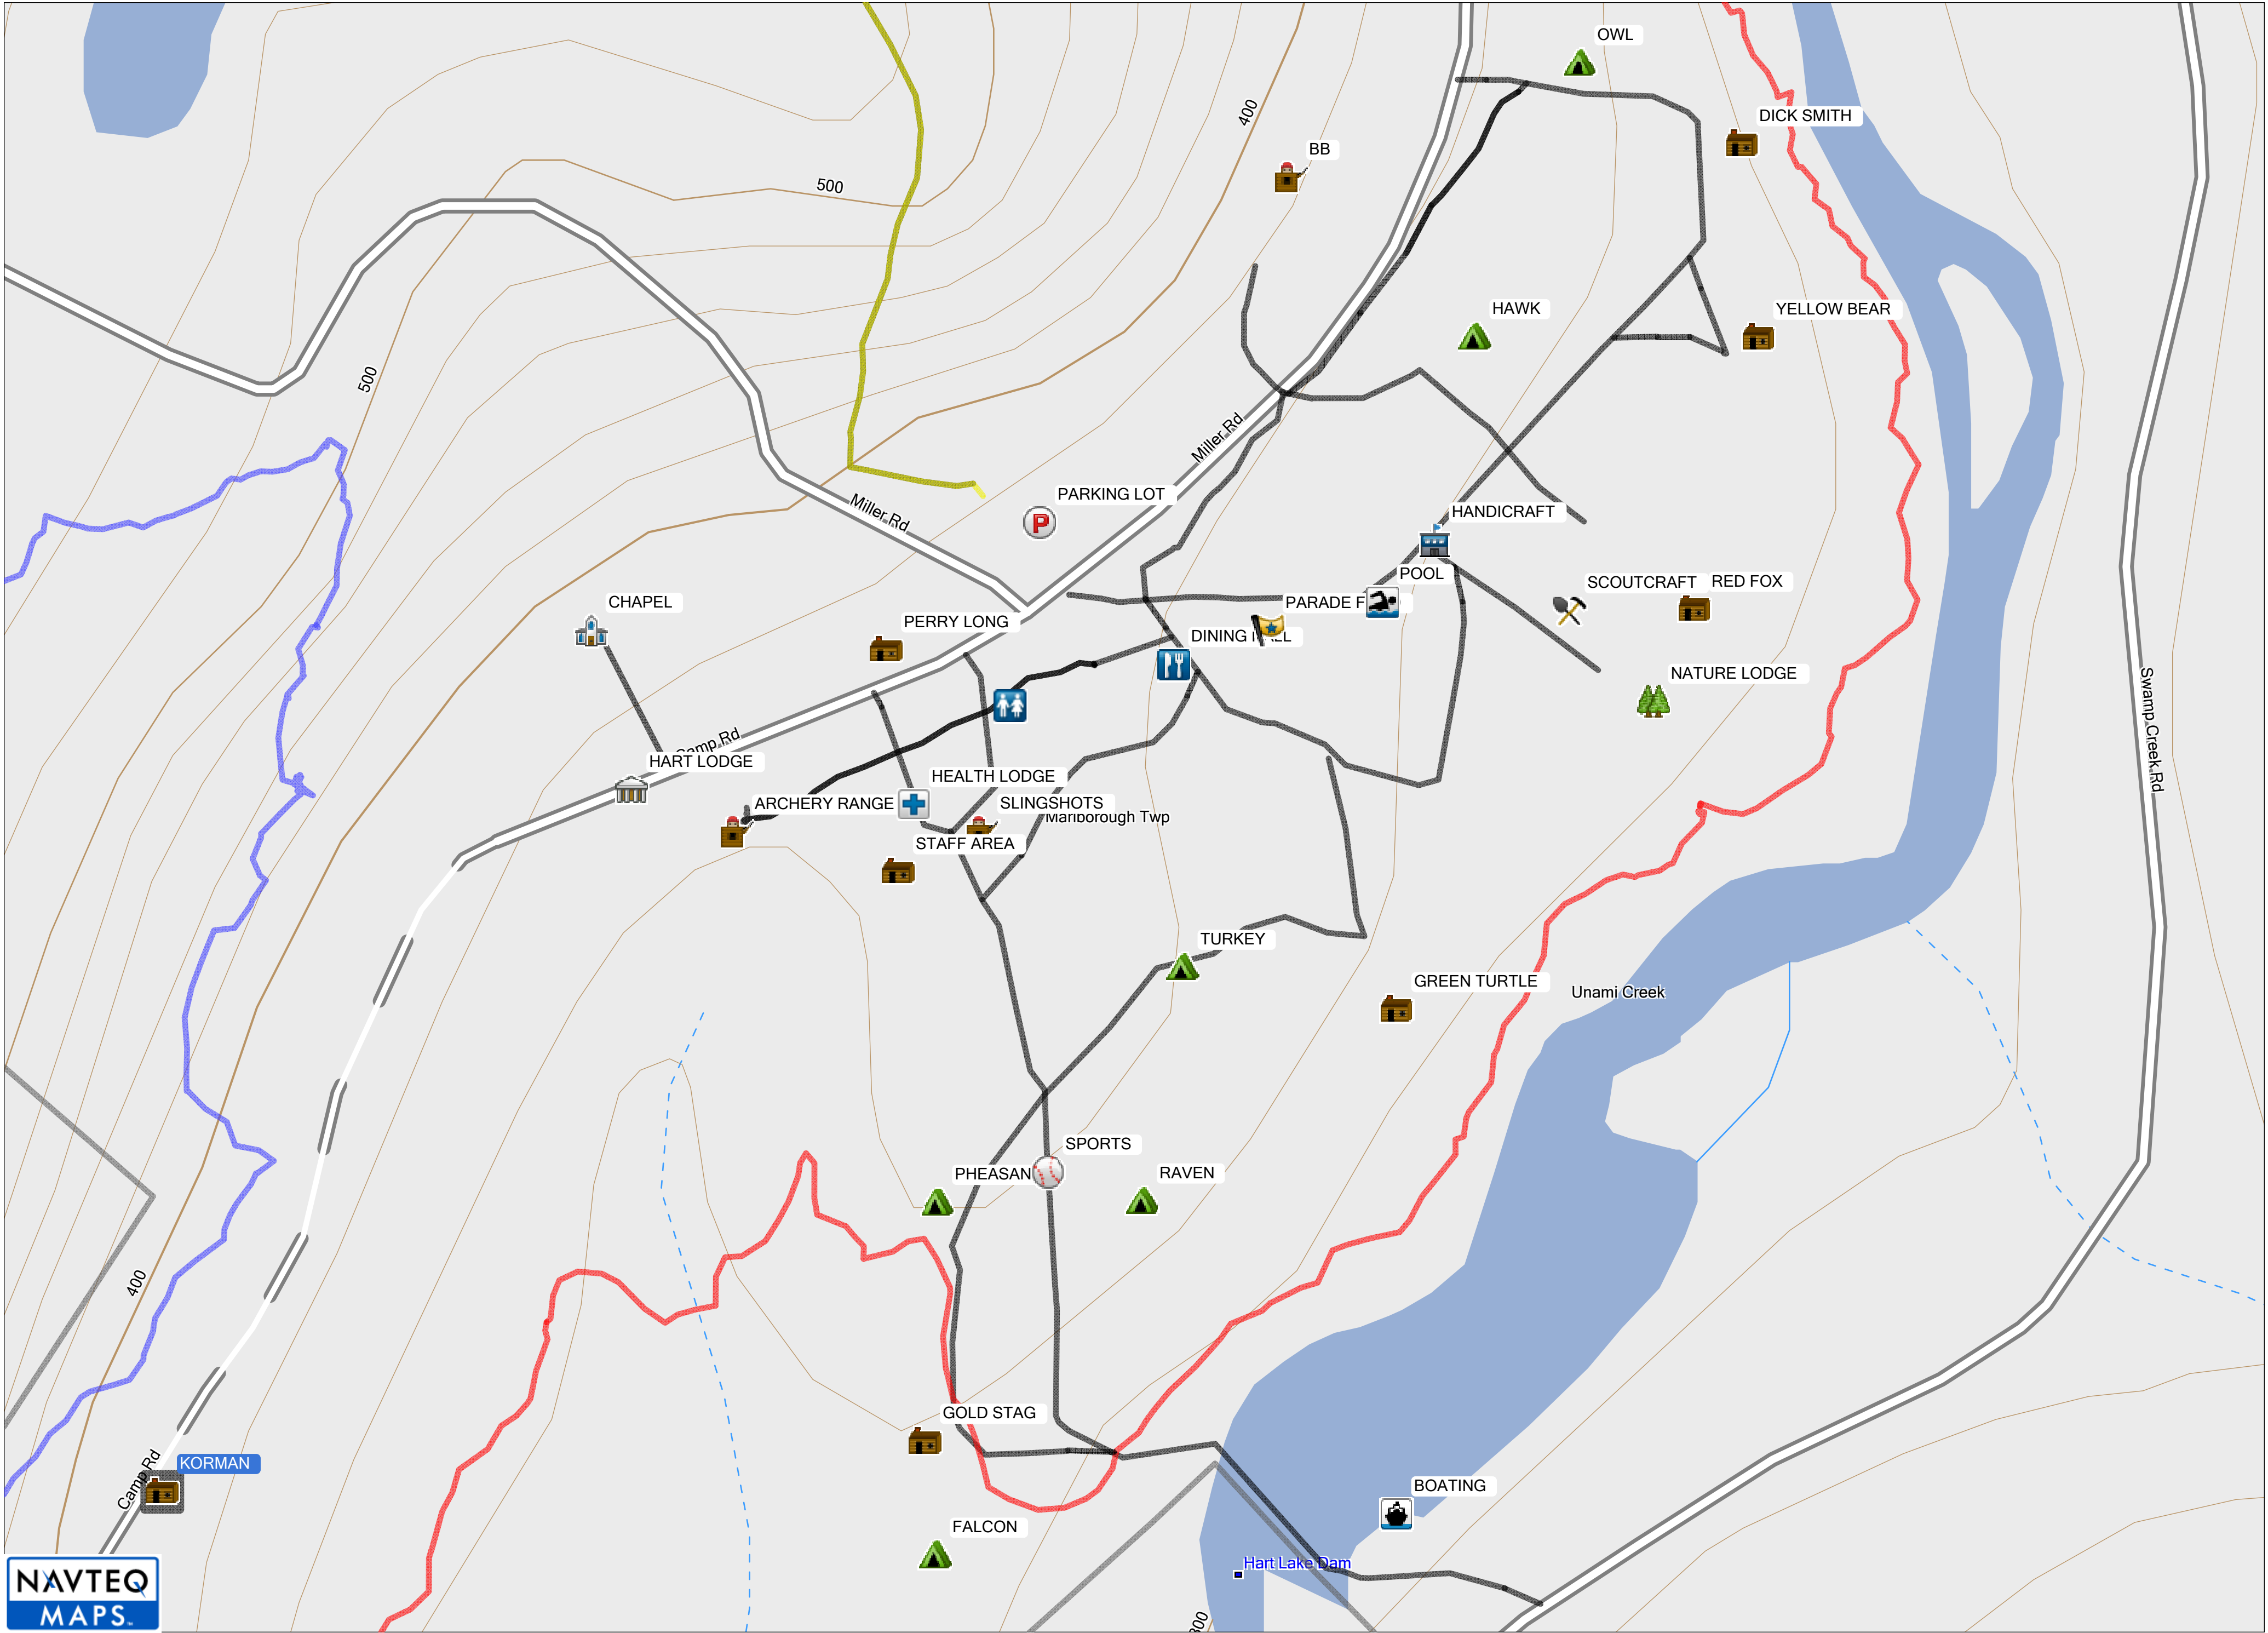 OWL
400
DICK SMITH
BB
500
HAWK
YELLOW BEAR
500
Miller Rd
PARKING LOT
Miller Rd
HANDICRAFT
POOL
SCOUTCRAFT
RED FOX
CHAPEL
PARADE F
PERRY LONG
DINING
LL
NATURE LODGE
Swamp Creek Rd
Camp Rd
HART LODGE
HEALTH LODGE
ARCHERY RANGE
SLINGSHOTS
Marlborough Twp
STAFF AREA
TURKEY
GREEN TURTLE
Unami Creek
SPORTS
PHEASAN
RAVEN
400
GOLD STAG
KORMAN
Camp Rd
BOATING
FALCON
Hart Lake Dam
NAVTEQ
MAPS
300
P